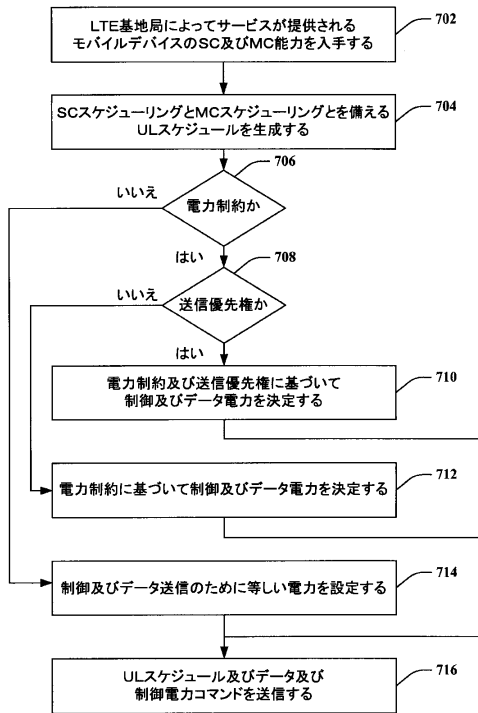 LTE基地局によってサービスが提供される
モバイルデバイスのSC及びMC能力を入手する
702
SCスケジューリングとMCスケジューリングとを備える
ULスケジュールを生成する
704
706
いいえ
電力制約か
はい
708
いいえ
送信優先権か
はい
電力制約及び送信優先権に基づいて
制御及びデータ電力を決定する
710
電力制約に基づいて制御及びデータ電力を決定する
712
制御及びデータ送信のために等しい電力を設定する
714
ULスケジュール及びデータ及び
制御電力コマンドを送信する
716